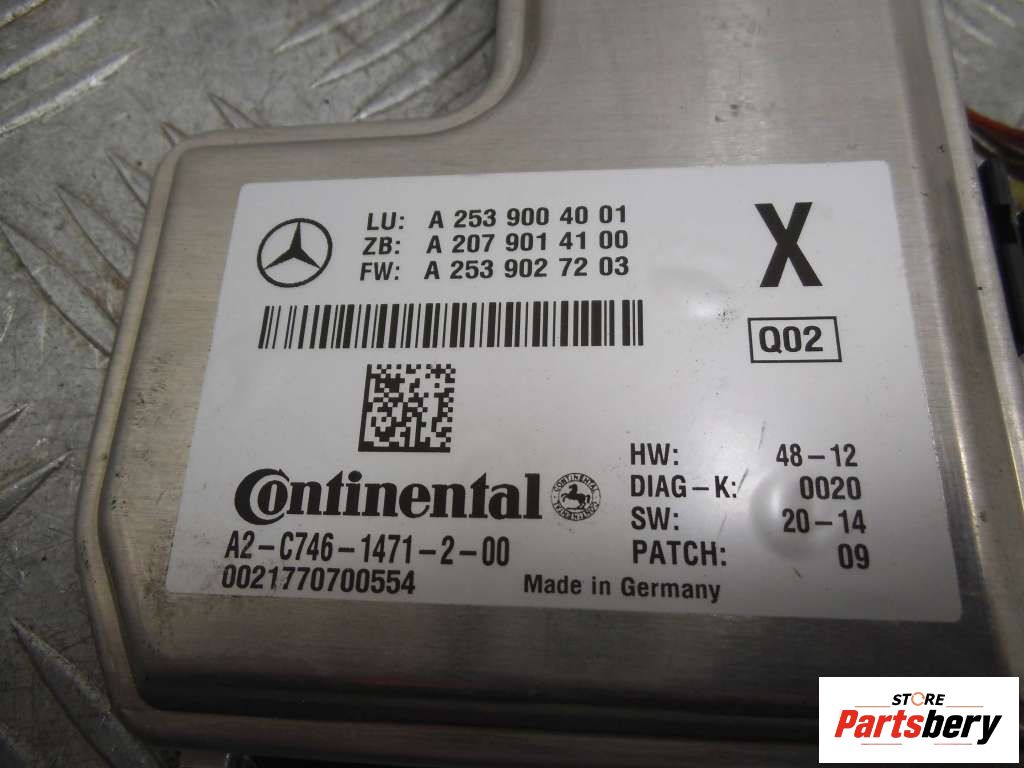 LU: A 253 900 40 01
ZB: A 207 901 41 00
FW: A 253 902 72 03
X
Q02
HW: 48-12
DIAG-K: 0020
SW: 20-14
PATCH: 09
Continental
CONTINENTAL
A2-C746-1471-2-00
0021770700554
Made in Germany
STORE
Partsbery